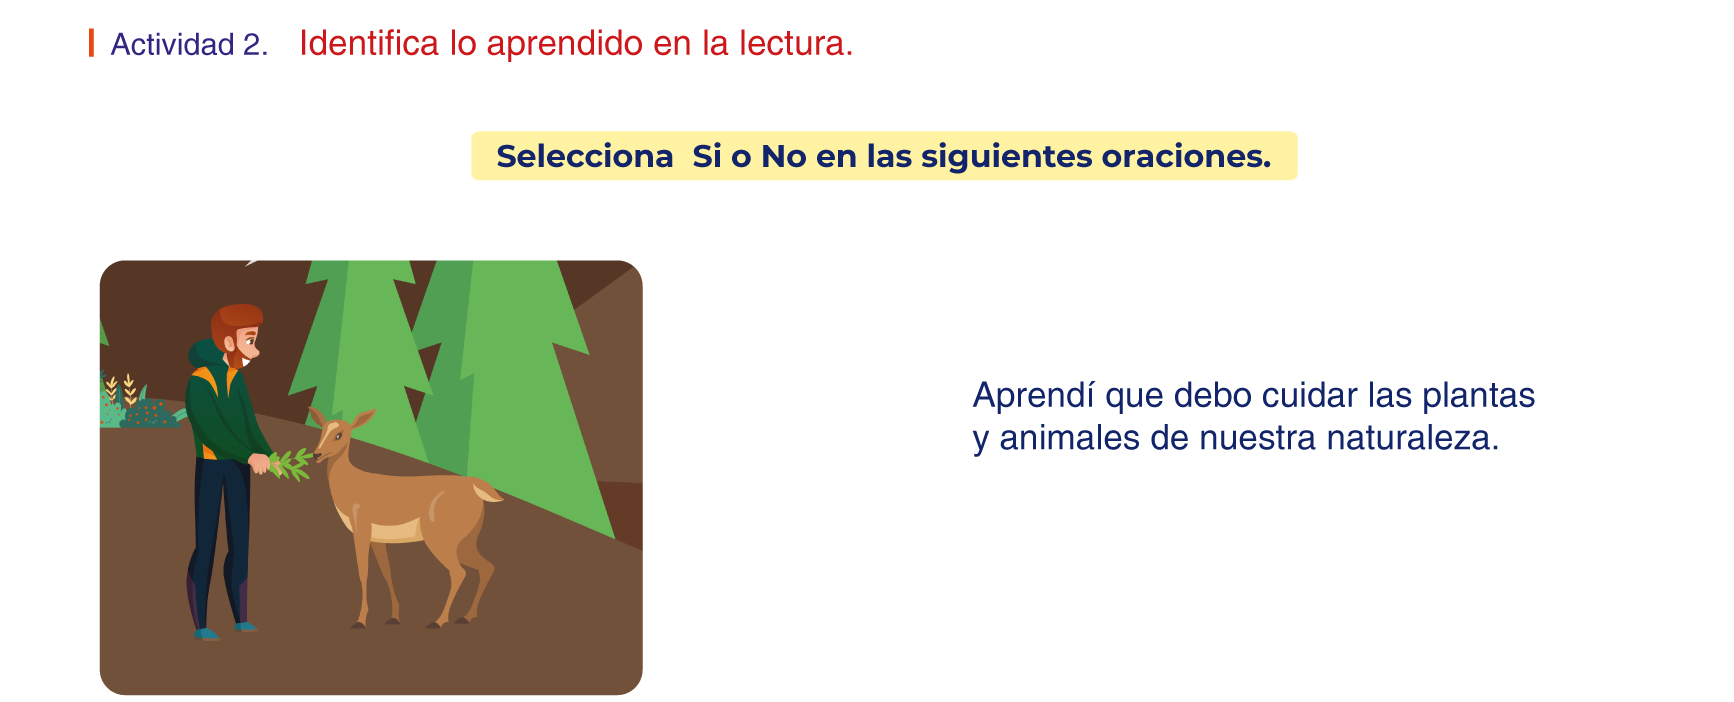 Actividad 2. Identifica lo aprendido en la lectura.
Selecciona Si o No en las siguientes oraciones.
Aprendí que debo cuidar las plantas
y animales de nuestra naturaleza.